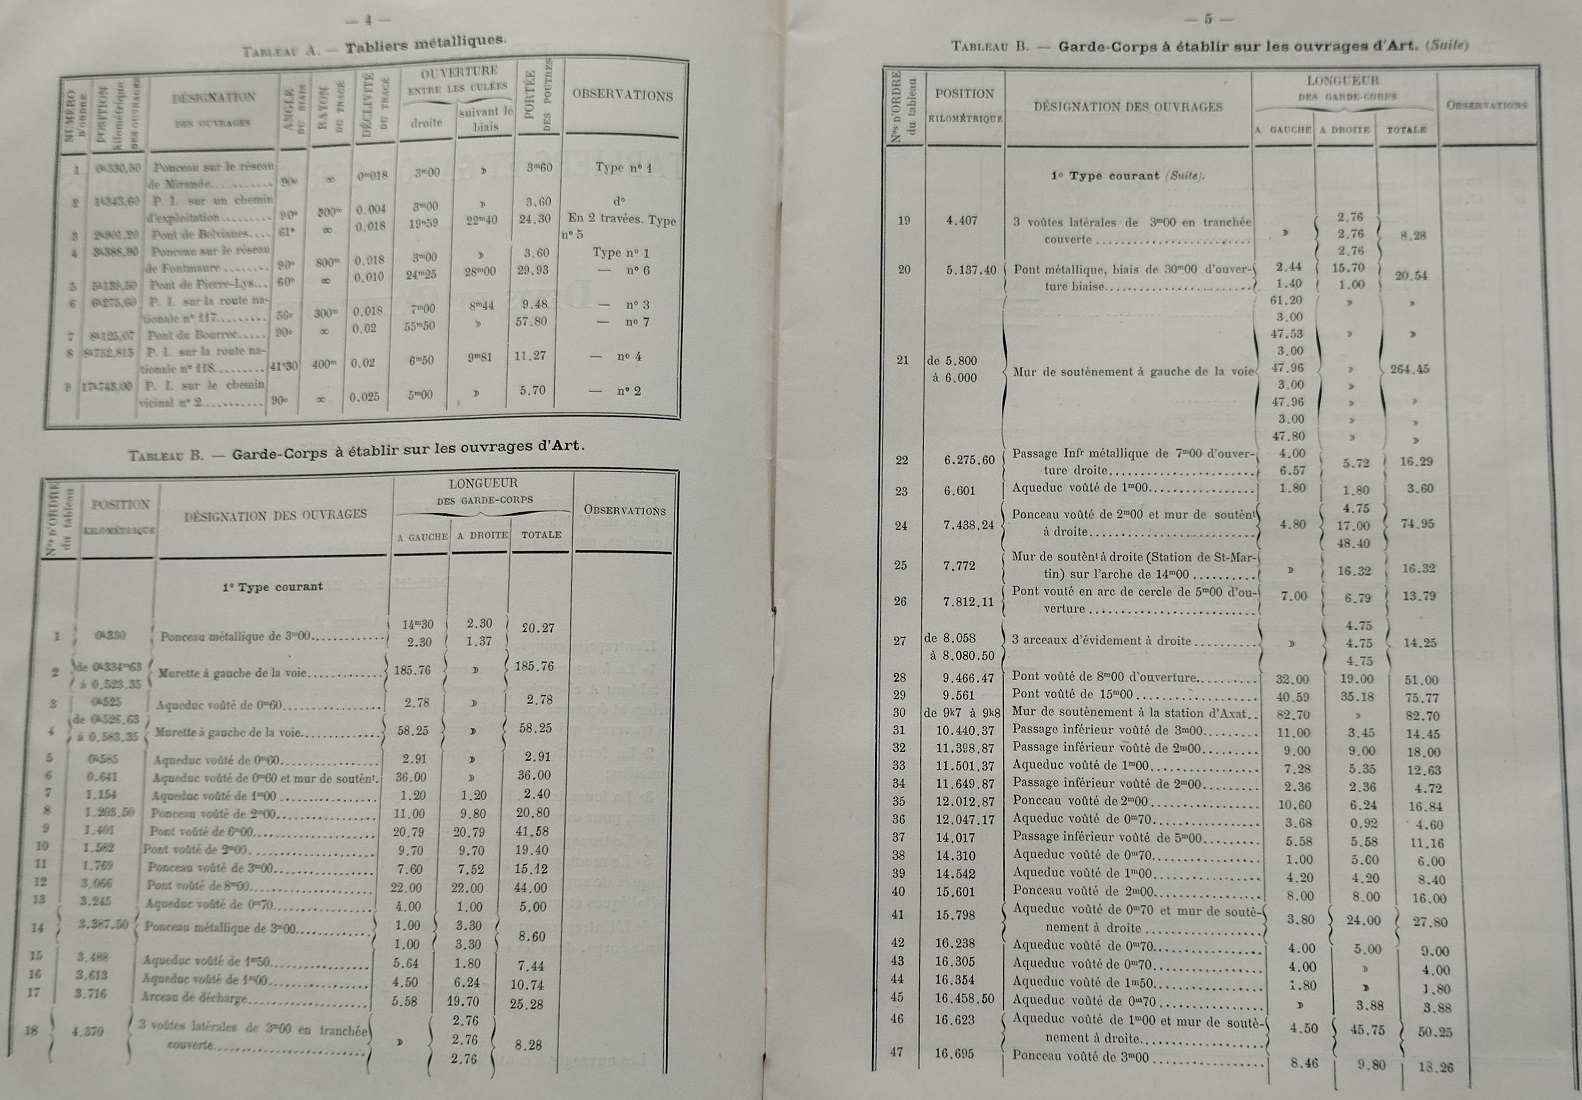 — 4 —
TABLEAU A. — Tabliers métalliques.
NUMÉRO D'ORDRE | POSITION kilométrique DES OUVRAGES | DÉSIGNATION DES OUVRAGES | ANGLE DU BIAIS | RAYON DU TRACÉ | DÉCLIVITÉ DU TRACÉ | OUVERTURE ENTRE LES CULÉES droite | suivant le biais | PORTÉE DES POUTRES | OBSERVATIONS
1 0k330,50 Ponceau sur le réseau
de Mirande......... 90° ∞ 0m018 3m00 » 3m60 Type n° 1
2 1k343,60 P. I. sur un chemin
d'exploitation........ 90° 200m 0.004 3m00 » 3.60 d°
3 2k901,20 Pont de Belvianes.... 61° ∞ 0.018 19m59 22m40 24.30 En 2 travées. Type n° 5
4 3k388,90 Ponceau sur le réseau
de Fontmaure........ 90° 800m 0.018 3m00 » 3.60 Type n° 1
5 5k138,50 Pont de Pierre-Lys... 60° ∞ 0.010 24m25 28m00 29.93 — n° 6
6 6k275,60 P. I. sur la route na-
tionale n° 117........ 56° 300m 0.018 7m00 8m44 9.48 — n° 3
7 8k125,07 Pont du Bourrec..... 90° ∞ 0.02 55m50 » 57.80 — n° 7
8 8k752,815 P. I. sur la route na-
tionale n° 118........ 41°30 400m 0.02 6m50 9m81 11.27 — n° 4
9 17k743,00 P. I. sur le chemin
vicinal n° 2.......... 90° ∞ 0.025 5m00 » 5.70 — n° 2
TABLEAU B. — Garde-Corps à établir sur les ouvrages d'Art.
Nos D'ORDRE du tableau | POSITION KILOMÉTRIQUE | DÉSIGNATION DES OUVRAGES | LONGUEUR DES GARDE-CORPS A GAUCHE | A DROITE | TOTALE | OBSERVATIONS
1° Type courant
1 0k330 Ponceau métallique de 3m00............ 14m30 2.30 20.27
2.30 1.37
2 de 0k334m63
à 0,523.35 Murette à gauche de la voie............ 185.76 » 185.76
3 0k525 Aqueduc voûté de 0m60................ 2.78 » 2.78
4 de 0k526,63
à 0,583,35 Murette à gauche de la voie............ 58.25 » 58.25
5 0k585 Aqueduc voûté de 0m60................ 2.91 » 2.91
6 0.641 Aqueduc voûté de 0m60 et mur de soutènt. 36.00 » 36.00
7 1.154 Aqueduc voûté de 1m00............... 1.20 1.20 2.40
8 1.203,50 Ponceau voûté de 2m00................ 11.00 9.80 20.80
9 1.401 Pont voûté de 6m00.................. 20.79 20.79 41.58
10 1.582 Pont voûté de 2m00................... 9.70 9.70 19.40
11 1.769 Ponceau voûté de 3m00................ 7.60 7.52 15.12
12 3.066 Pont voûté de 8m00................... 22.00 22.00 44.00
13 3.245 Aqueduc voûté de 0m70................ 4.00 1.00 5.00
14 3.387.50 Ponceau métallique de 3m00............ 1.00 3.30 8.60
1.00 3.30
15 3.488 Aqueduc voûté de 1m50................ 5.64 1.80 7.44
16 3.613 Aqueduc voûté de 1m00................ 4.50 6.24 10.74
17 3.716 Arceau de décharge................... 5.58 19.70 25.28
18 4.370 3 voûtes latérales de 3m00 en tranchée
couverte......................... » 2.76 2.76 2.76 8.28
— 5 —
TABLEAU B. — Garde-Corps à établir sur les ouvrages d'Art. (Suite)
Nos D'ORDRE du tableau | POSITION KILOMÉTRIQUE | DÉSIGNATION DES OUVRAGES | LONGUEUR DES GARDE-CORPS A GAUCHE | A DROITE | TOTALE | OBSERVATIONS
1° Type courant (Suite).
19 4.407 3 voûtes latérales de 3m00 en tranchée
couverte.......................... » 2.76 2.76 2.76 8.28
20 5.137.40 Pont métallique, biais de 30m00 d'ouver- 2.44 15.70 20.54
ture biaise........................ 1.40 1.00
61.20 » »
3.00
47.53 » »
3.00
21 de 5.800
à 6.000 Mur de soutènement à gauche de la voie 47.96 » 264.45
3.00 »
47.96 » »
3.00 » »
47.80 » »
22 6.275.60 Passage Infr métallique de 7m00 d'ouver- 4.00 5.72 16.29
ture droite........................ 6.57
23 6.601 Aqueduc voûté de 1m00................. 1.80 1.80 3.60
24 7.438.24 Ponceau voûté de 2m00 et mur de soutènt
à droite........................... 4.80 4.75 17.00 48.40 74.95
25 7.772 Mur de soutènt à droite (Station de St-Mar-
tin) sur l'arche de 14m00 .......... » 16.32 16.32
26 7.812.11 Pont vouté en arc de cercle de 5m00 d'ou-
verture........................... 7.00 6.79 13.79
27 de 8.058
à 8,080.50 3 arceaux d'évidement à droite.......... » 4.75 4.75 4.75 14.25
28 9.466.47 Pont voûté de 8m00 d'ouverture.......... 32.00 19.00 51.00
29 9.561 Pont voûté de 15m00................... 40.59 35.18 75.77
30 de 9k7 à 9k8 Mur de soutènement à la station d'Axat.. 82.70 » 82.70
31 10.440.37 Passage inférieur voûté de 3m00......... 11.00 3.45 14.45
32 11.398,87 Passage inférieur voûté de 2m00......... 9.00 9.00 18.00
33 11.501,37 Aqueduc voûté de 1m00................. 7.28 5.35 12.63
34 11.649,87 Passage inférieur voûté de 2m00......... 2.36 2.36 4.72
35 12.012,87 Ponceau voûté de 2m00................ 10.60 6.24 16.84
36 12.047.17 Aqueduc voûté de 0m70................. 3.68 0.92 4.60
37 14.017 Passage inférieur voûté de 5m00......... 5.58 5.58 11.16
38 14.310 Aqueduc voûté de 0m70................. 1.00 5.00 6.00
39 14.542 Aqueduc voûté de 1m00................. 4.20 4.20 8.40
40 15.601 Ponceau voûté de 2m00................. 8.00 8.00 16.00
41 15.798 Aqueduc voûté de 0m70 et mur de soutè-
nement à droite.................... 3.80 24.00 27.80
42 16.238 Aqueduc voûté de 0m70................. 4.00 5.00 9.00
43 16.305 Aqueduc voûté de 0m70................. 4.00 » 4.00
44 16.354 Aqueduc voûté de 1m50................. 1.80 » 1.80
45 16.458,50 Aqueduc voûté de 0m70................. » 3.88 3.88
46 16.623 Aqueduc voûté de 1m00 et mur de soutè-
nement à droite.................... 4.50 45.75 50.25
47 16.695 Ponceau voûté de 3m00................ 8.46 9.80 18.26